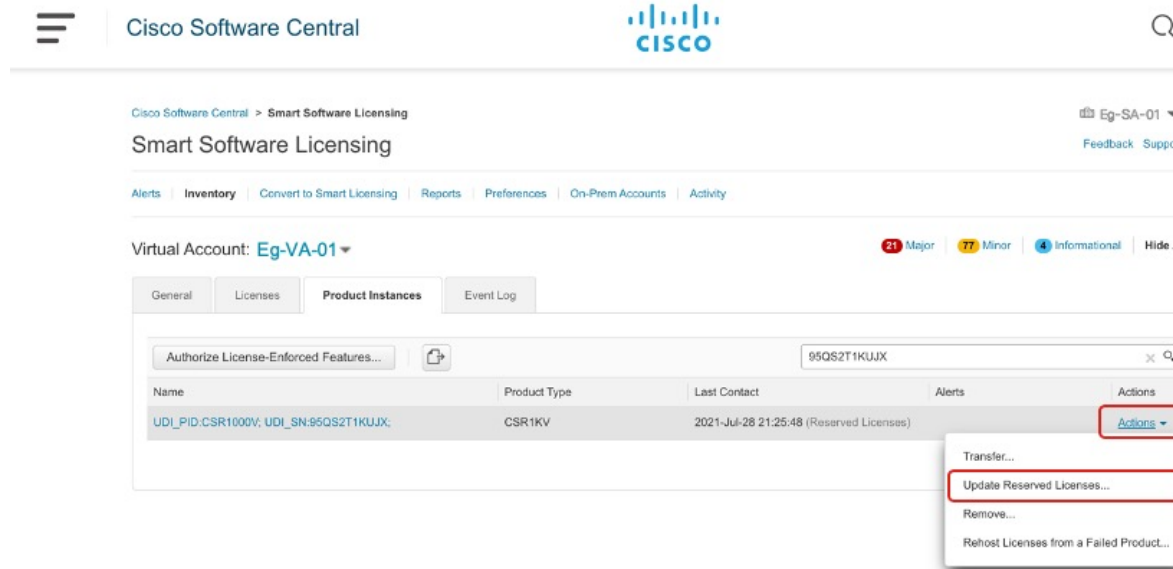 Cisco Software Central
CISCO
Cisco Software Central > Smart Software Licensing
Eg-SA-01
Smart Software Licensing
Feedback Suppo
Alerts Inventory Convert to Smart Licensing Reports Preferences On-Prem Accounts Activity
Virtual Account: Eg-VA-01
21 Major 77 Minor 4 Informational Hide
General Licenses Product Instances Event Log
Authorize License-Enforced Features... 95QS2T1KUJX
Name Product Type Last Contact Alerts Actions
UDI_PID:CSR1000V; UDI_SN:95QS2T1KUJX; CSR1KV 2021-Jul-28 21:25:48 (Reserved Licenses) Actions
Transfer...
Update Reserved Licenses...
Remove...
Rehost Licenses from a Failed Product...